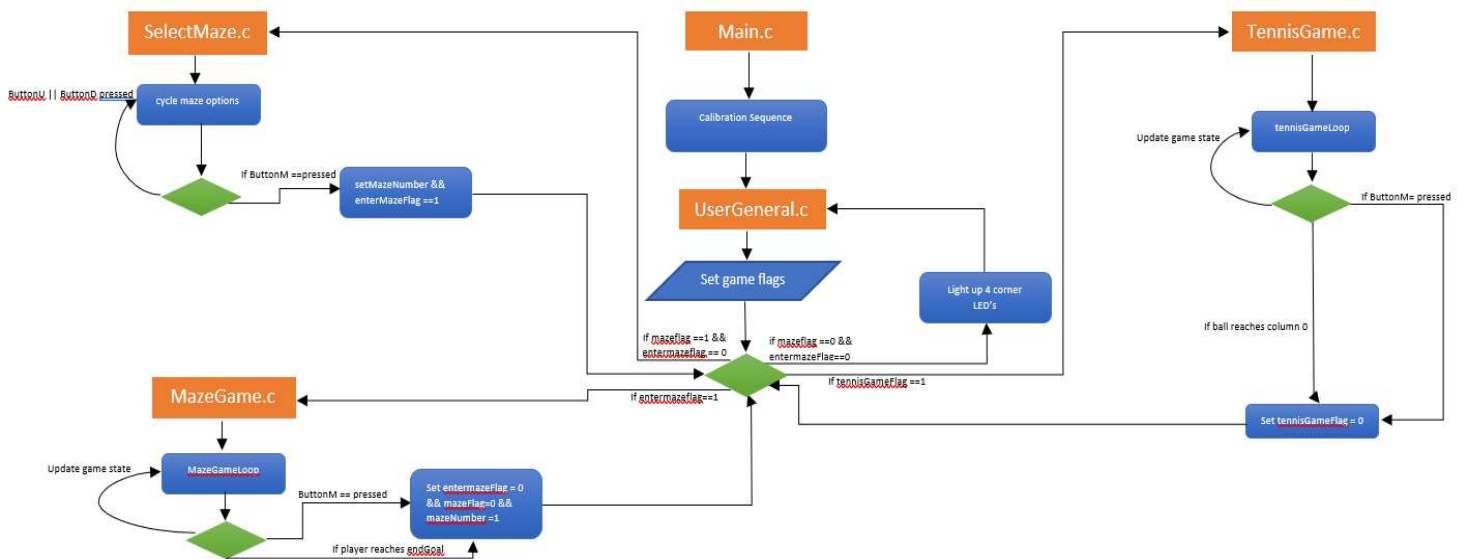 SelectMaze.c
Main.c
TennisGame.c
ButtonU || ButtonD pressed
cycle maze options
Calibration Sequence
tennisGameLoop
Update game state
If ButtonM ==pressed
setMazeNumber &&
enterMazeFlag ==1
UserGeneral.c
If ButtonM= pressed
Set game flags
Light up 4 corner
LED's
If ball reaches column 0
If mazeflag ==1 &&
entermazeflag == 0
if mazeflag ==0 &&
entermazeFlag==0
If tennisGameFlag ==1
MazeGame.c
If entermazeflag==1
Set tennisGameFlag = 0
Update game state
MazeGameLoop
ButtonM == pressed
Set entermazeFlag = 0
&& mazeFlag=0 &&
mazeNumber =1
If player reaches endGoal